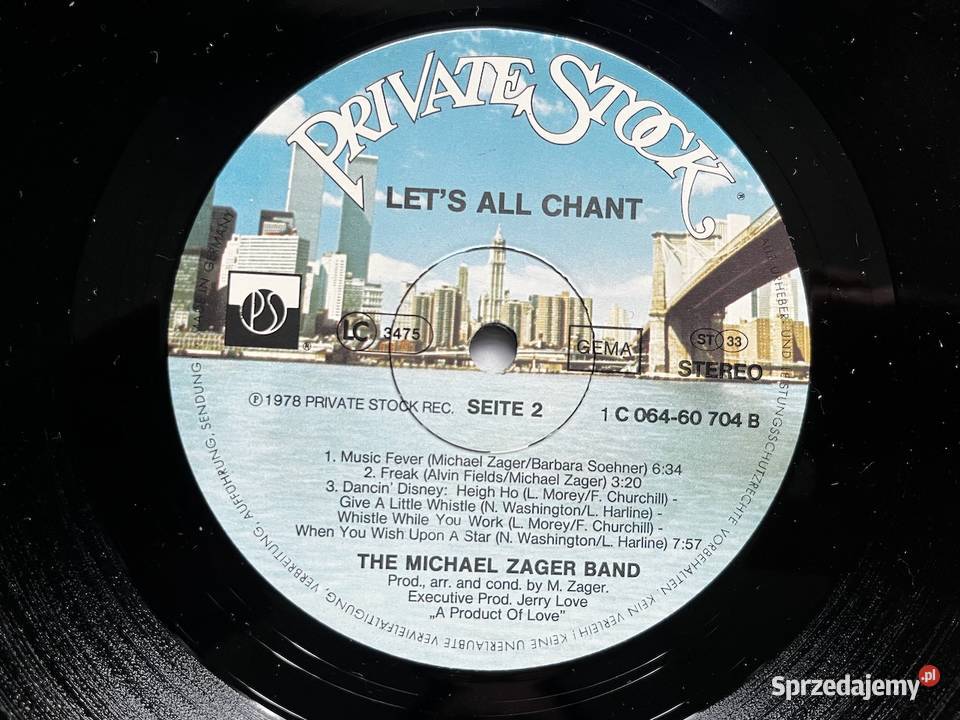 PRIVATE STOCK
®
LET'S ALL CHANT
PS
®
LC 3475
GEMA
ST 33
STEREO
℗ 1978 PRIVATE STOCK REC. SEITE 2
1 C 064-60 704 B
1. Music Fever (Michael Zager/Barbara Soehner) 6:34
2. Freak (Alvin Fields/Michael Zager) 3:20
3. Dancin' Disney: Heigh Ho (L. Morey/F. Churchill) -
Give A Little Whistle (N. Washington/L. Harline) -
Whistle While You Work (L. Morey/F. Churchill) -
When You Wish Upon A Star (N. Washington/L. Harline) 7:57
THE MICHAEL ZAGER BAND
Prod., arr. and cond. by M. Zager.
Executive Prod. Jerry Love
„A Product Of Love"
MADE IN GERMANY
ALLE URHEBER- UND LEISTUNGSSCHUTZRECHTE VORBEHALTEN. KEIN VERLEIH! KEINE UNERLAUBTE VERVIELFÄLTIGUNG, VERBREITUNG, AUFFÜHRUNG, SENDUNG
Sprzedajemy.pl